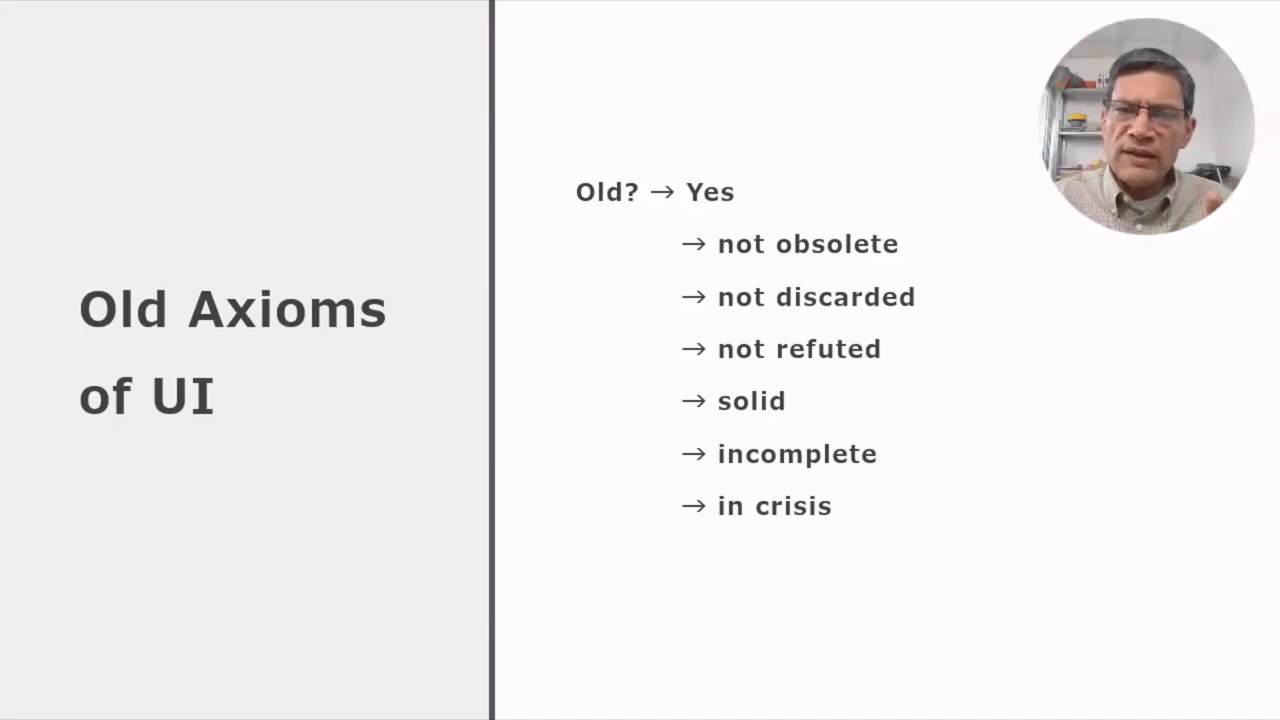 Old Axioms
of UI
Old? → Yes
→ not obsolete
→ not discarded
→ not refuted
→ solid
→ incomplete
→ in crisis